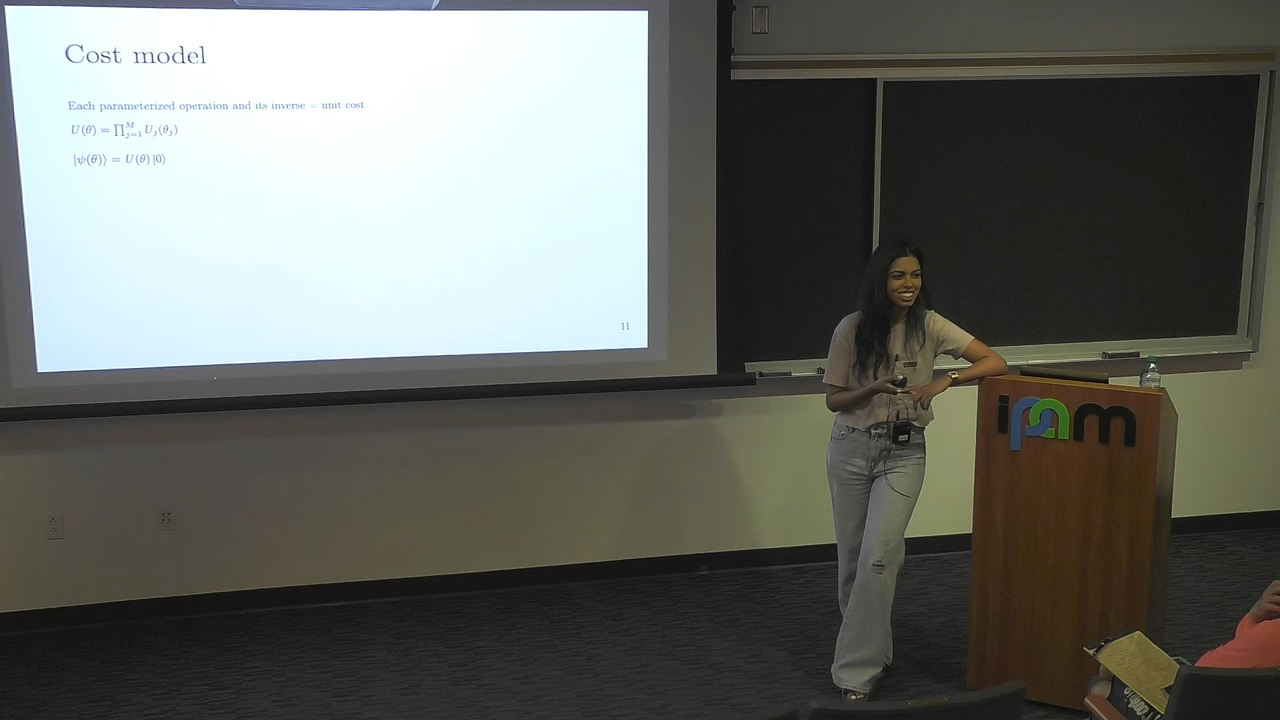 Cost model
Each parameterized operation and its inverse = unit cost
U(θ) = ∏_{j=1}^{M} U_j(θ_j)
|ψ(θ)⟩ = U(θ) |0⟩
11
ipam